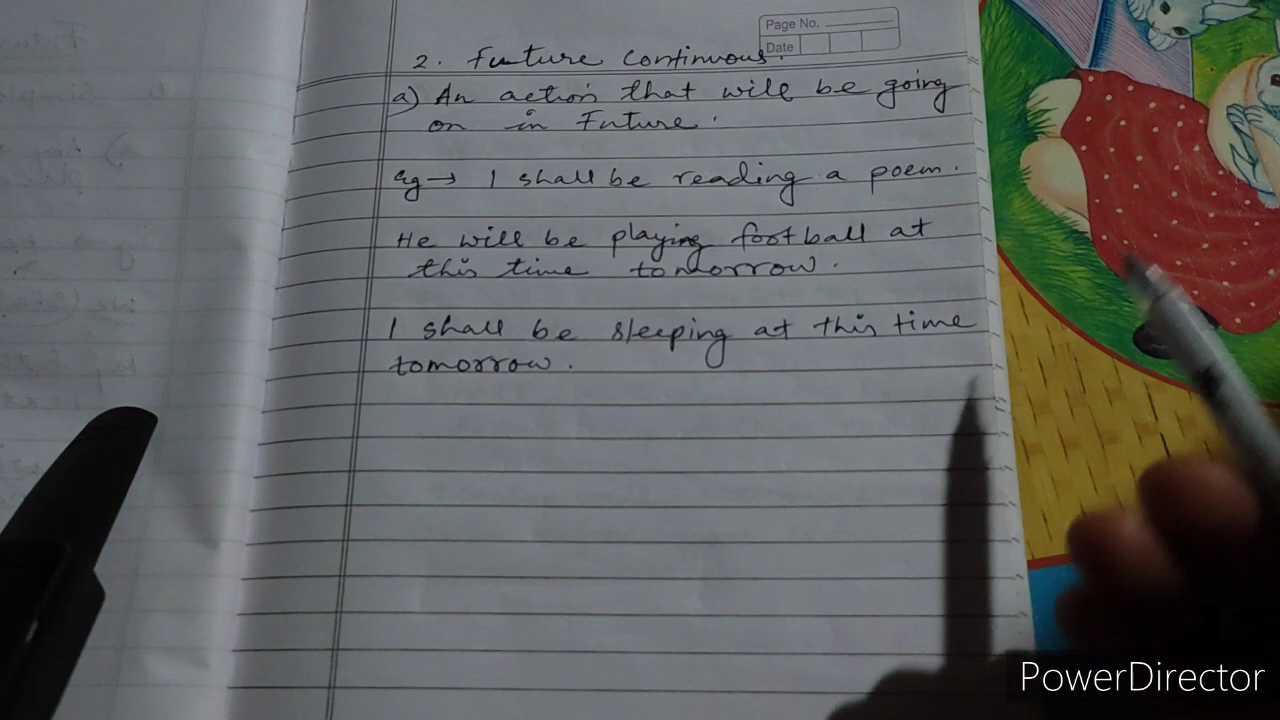 Page No.
Date
2. Future Continuous.
a) An action that will be going
on in Future.
eg → I shall be reading a poem.
He will be playing football at
this time tomorrow.
I shall be sleeping at this time
tomorrow.
PowerDirector